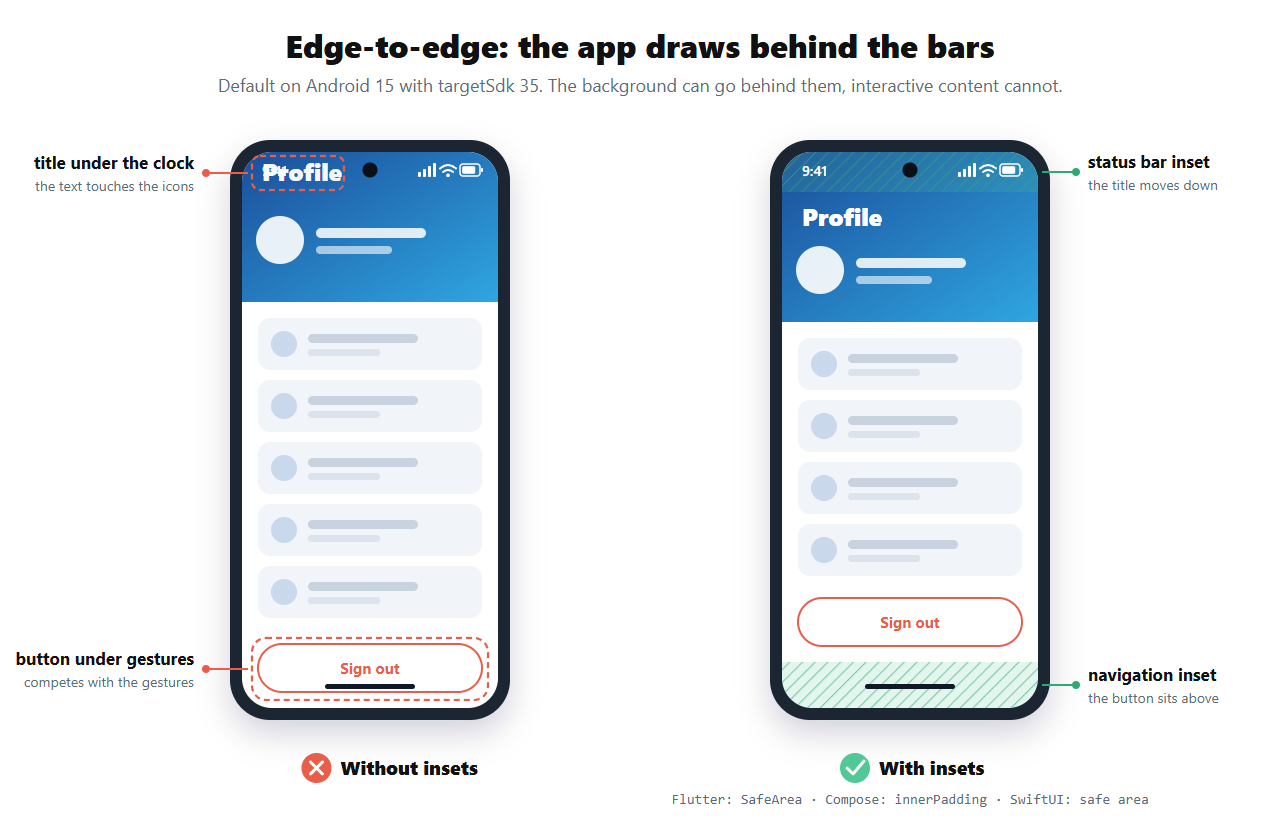 Edge-to-edge: the app draws behind the bars
Default on Android 15 with targetSdk 35. The background can go behind them, interactive content cannot.
title under the clock
the text touches the icons
Profile
button under gestures
competes with the gestures
Sign out
Without insets
9:41
Profile
status bar inset
the title moves down
Sign out
navigation inset
the button sits above
With insets
Flutter: SafeArea · Compose: innerPadding · SwiftUI: safe area